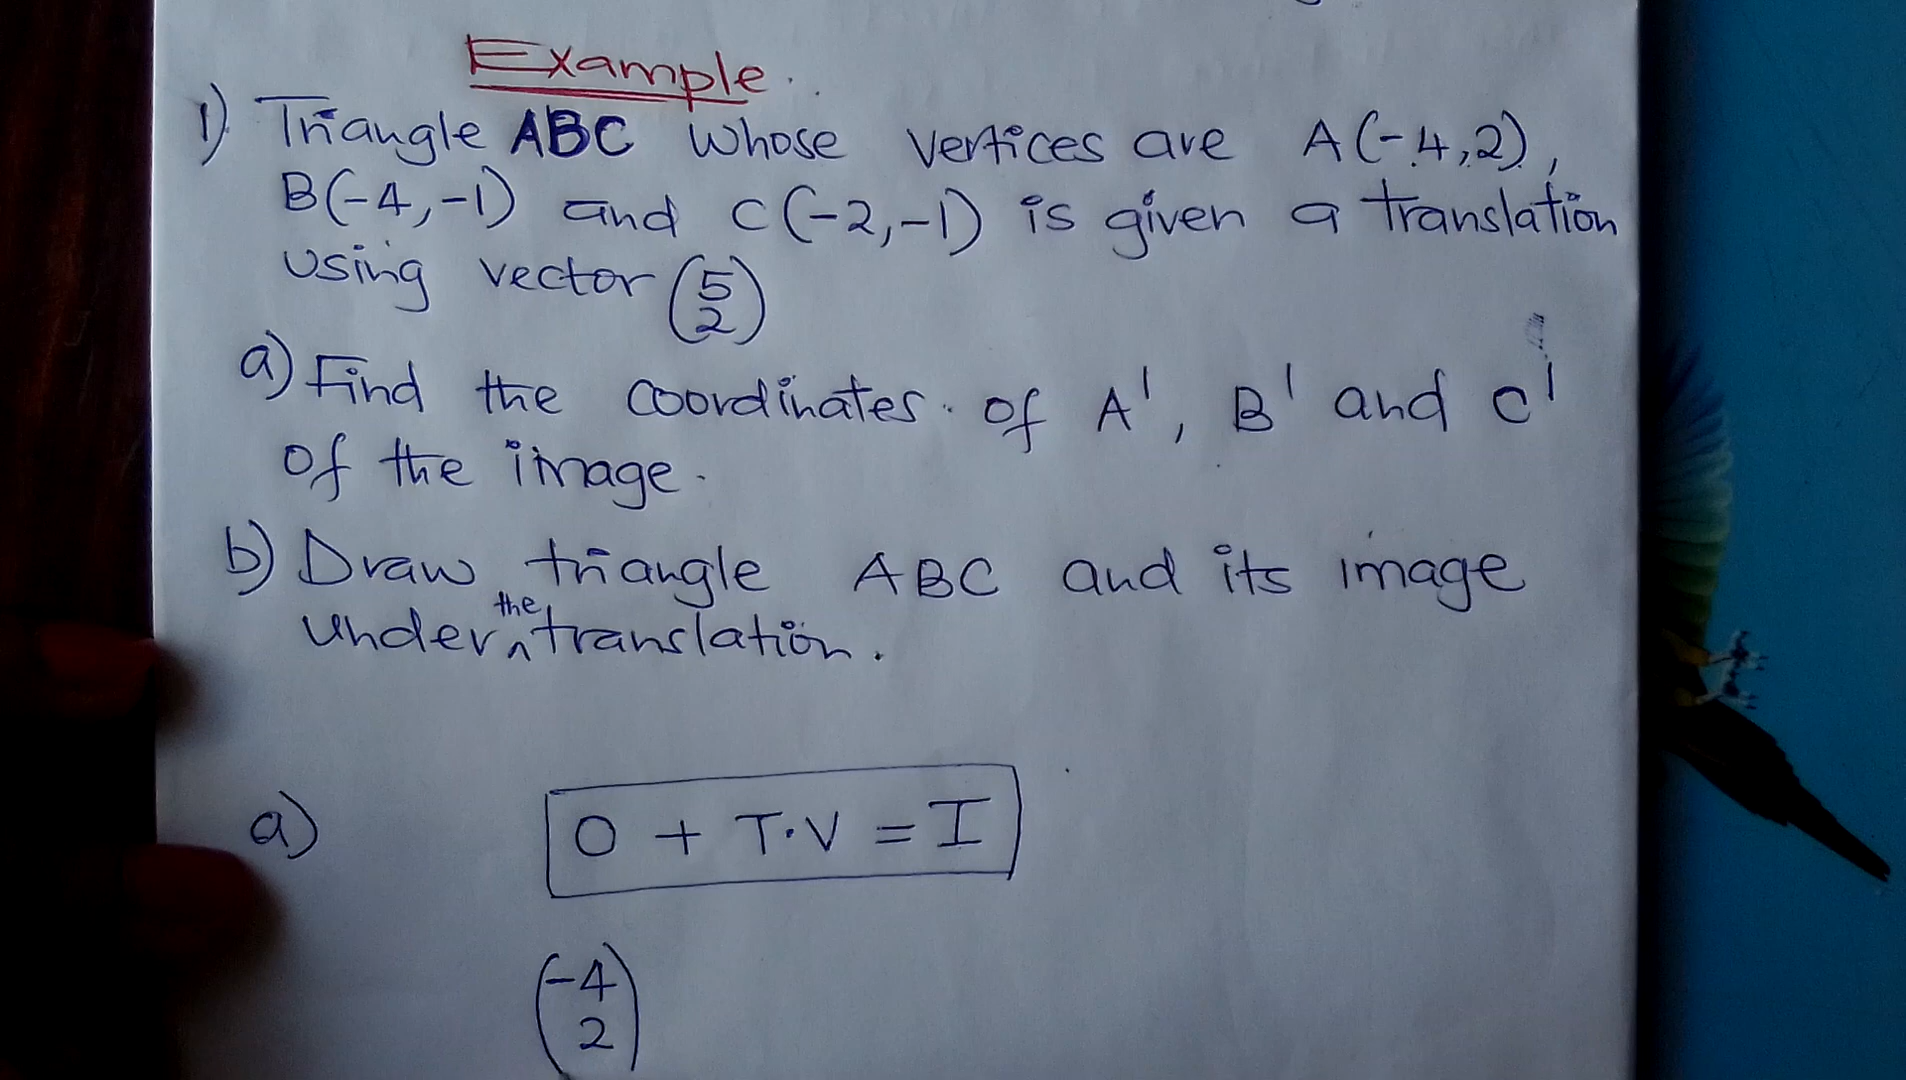 Example.
1) Triangle ABC whose vertices are A(-4,2),
B(-4,-1) and C(-2,-1) is given a translation
using vector (5
2)
a) Find the coordinates of A', B' and C'
of the image.
b) Draw triangle ABC and its image
the
under ^ translation.
a) O + T.V = I
(-4
2)